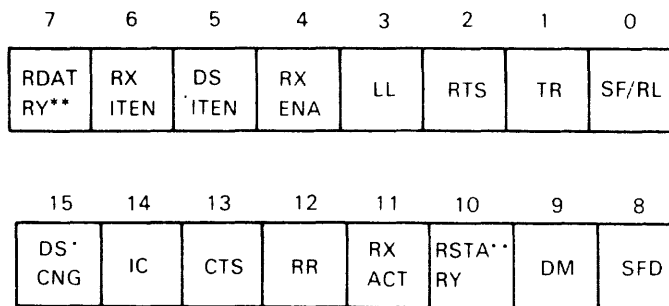 7 6 5 4 3 2 1 0
RDAT RX DS RX LL RTS TR SF/RL
RY** ITEN ITEN ENA
15 14 13 12 11 10 9 8
DS* IC CTS RR RX RSTA** DM SFD
CNG ACT RY